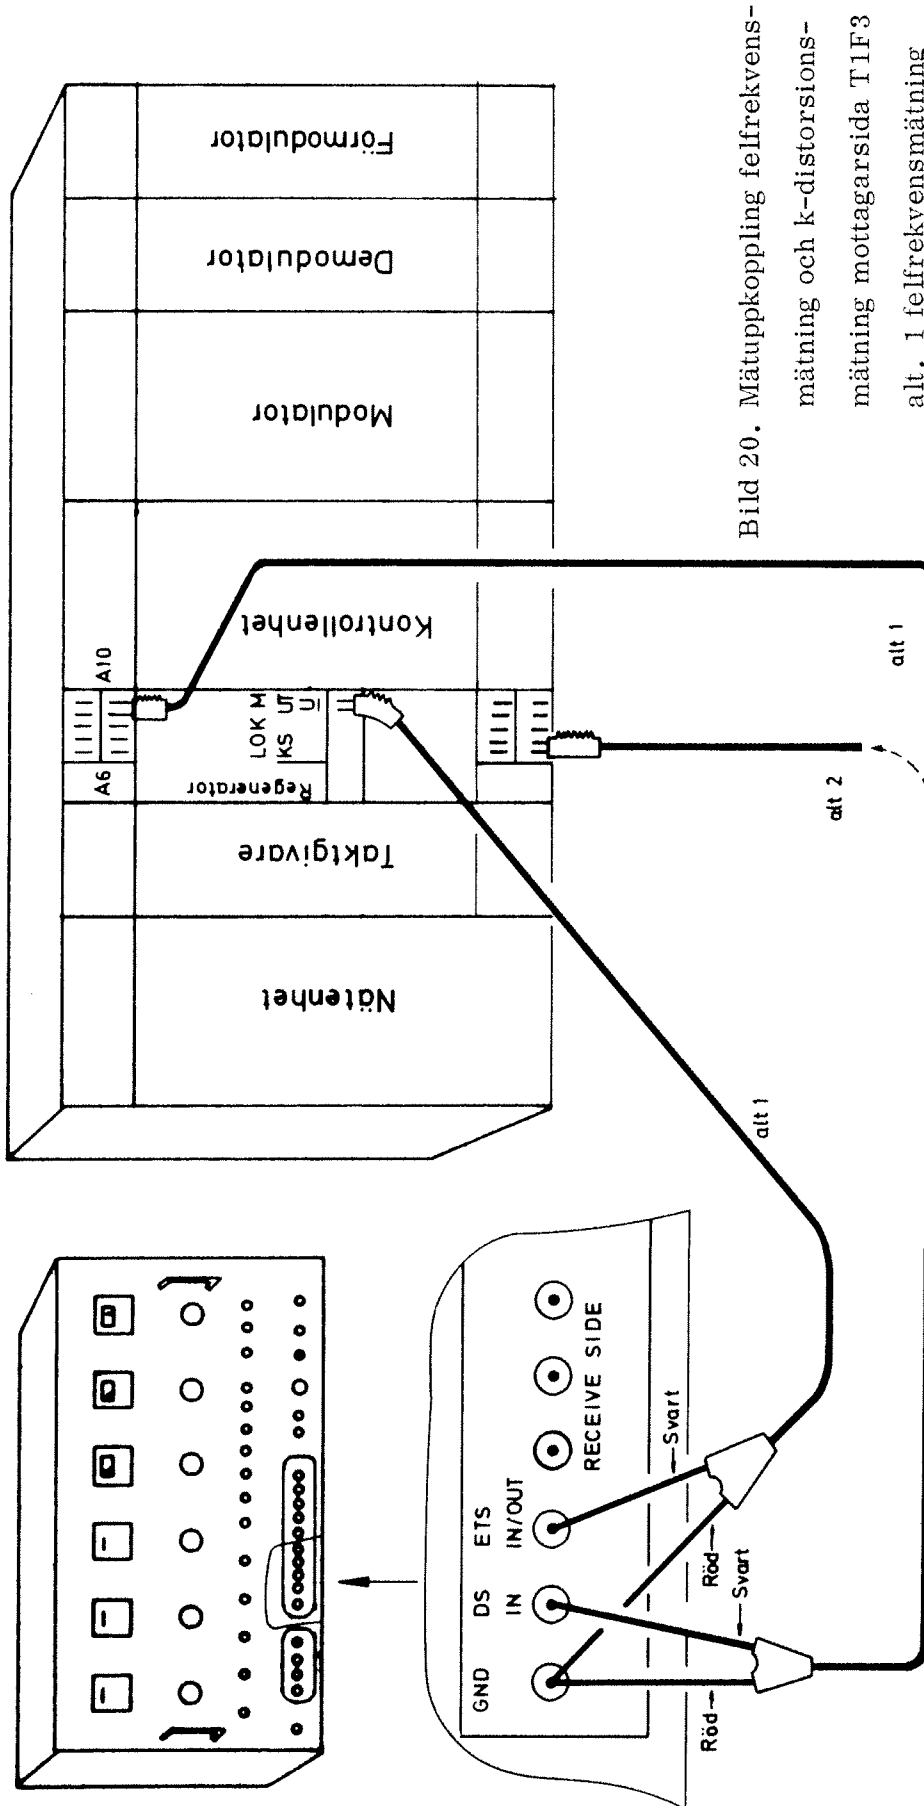 Nätenhet
Taktgivare
A6
A10
Regenerator
R
LOK M
KS UT
U
Kontrollenhet
Modulator
Demodulator
Förmodulator
alt 1
alt 2
alt 1
GND
DS
IN
ETS
IN/OUT
RECEIVE SIDE
Röd
Svart
Röd
Svart
Bild 20. Mätuppkoppling felfrekvens-
mätning och k-distorsions-
mätning mottagarsida T1F3
alt. 1 felfrekvensmätning